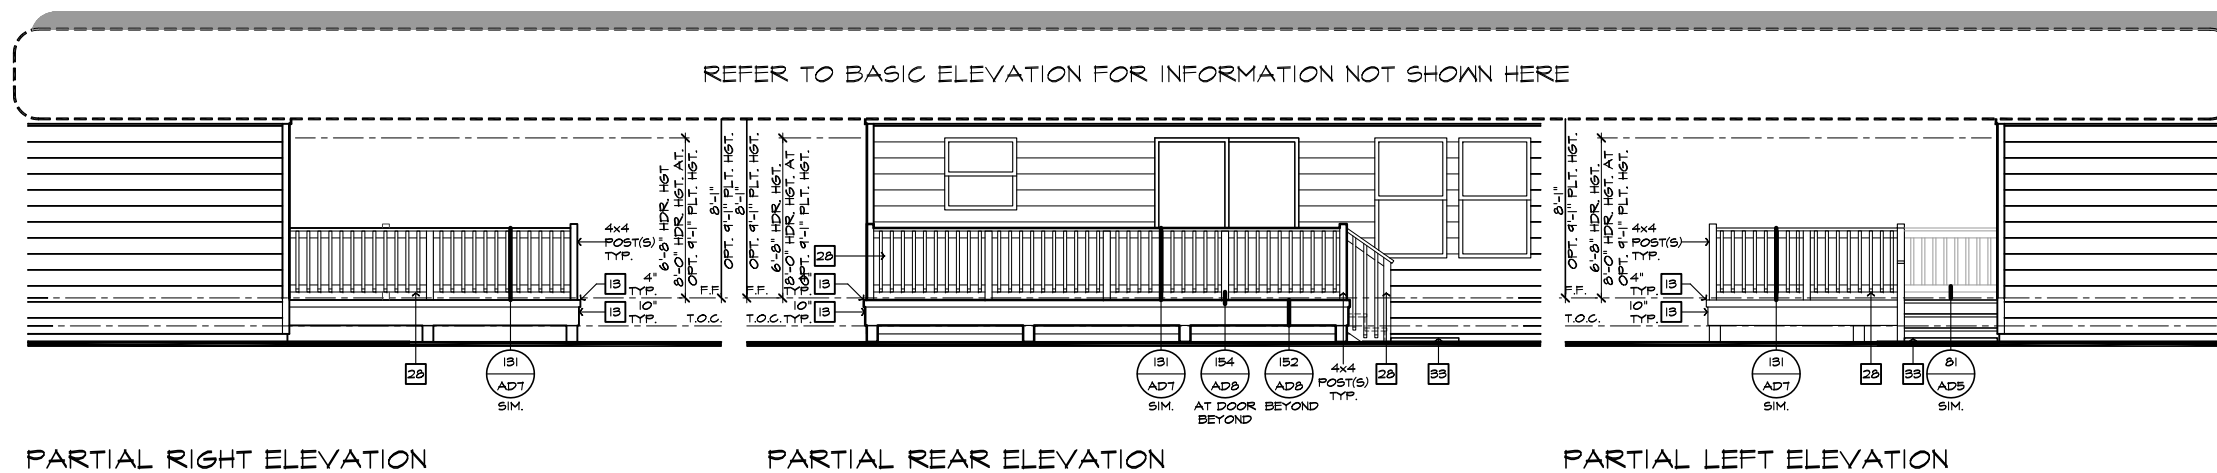 REFER TO BASIC ELEVATION FOR INFORMATION NOT SHOWN HERE
4x4
POST(S)
TYP.
13
4"
TYP.
13
10"
TYP.
6'-8" HDR. HGT
8'-0" HDR. HGT. AT
OPT. 9'-1" PLT. HGT.
8'-1"
OPT. 9'-1" PLT. HGT.
F.F.
T.O.C.
28
131
AD7
SIM.
PARTIAL RIGHT ELEVATION
8'-1"
OPT. 9'-1" PLT. HGT.
6'-8" HDR. HGT.
8'-0" HDR. HGT. AT
OPT. 9'-1" PLT. HGT.
28
F.F.
TYP.
13
T.O.C.
10"
TYP.
13
131
AD7
SIM.
154
AD8
AT DOOR
BEYOND
152
AD8
BEYOND
4x4
POST(S)
TYP.
28
33
PARTIAL REAR ELEVATION
8'-1"
OPT. 9'-1" PLT. HGT.
6'-8" HDR. HGT.
8'-0" HDR. HGT. AT
OPT. 9'-1" PLT. HGT.
4x4
POST(S)
TYP.
F.F.
4"
TYP.
13
T.O.C.
10"
TYP.
13
131
AD7
SIM.
28
33
81
AD5
SIM.
PARTIAL LEFT ELEVATION